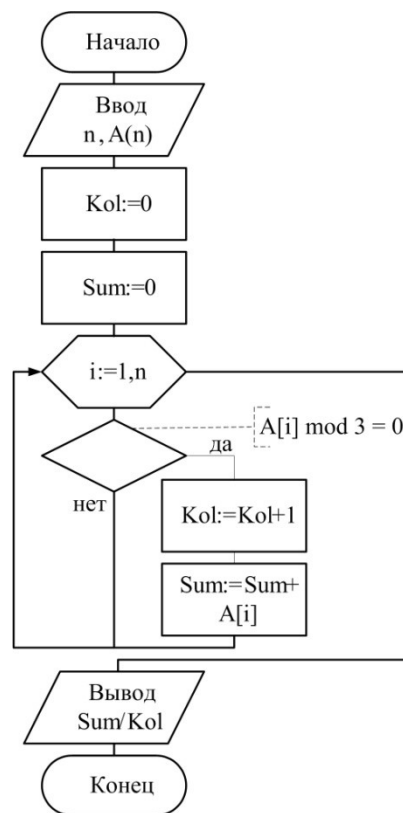 Начало
Ввод
n, A(n)
Kol:=0
Sum:=0
i:=1,n
A[i] mod 3 = 0
да
нет
Kol:=Kol+1
Sum:=Sum+
A[i]
Вывод
Sum/Kol
Конец